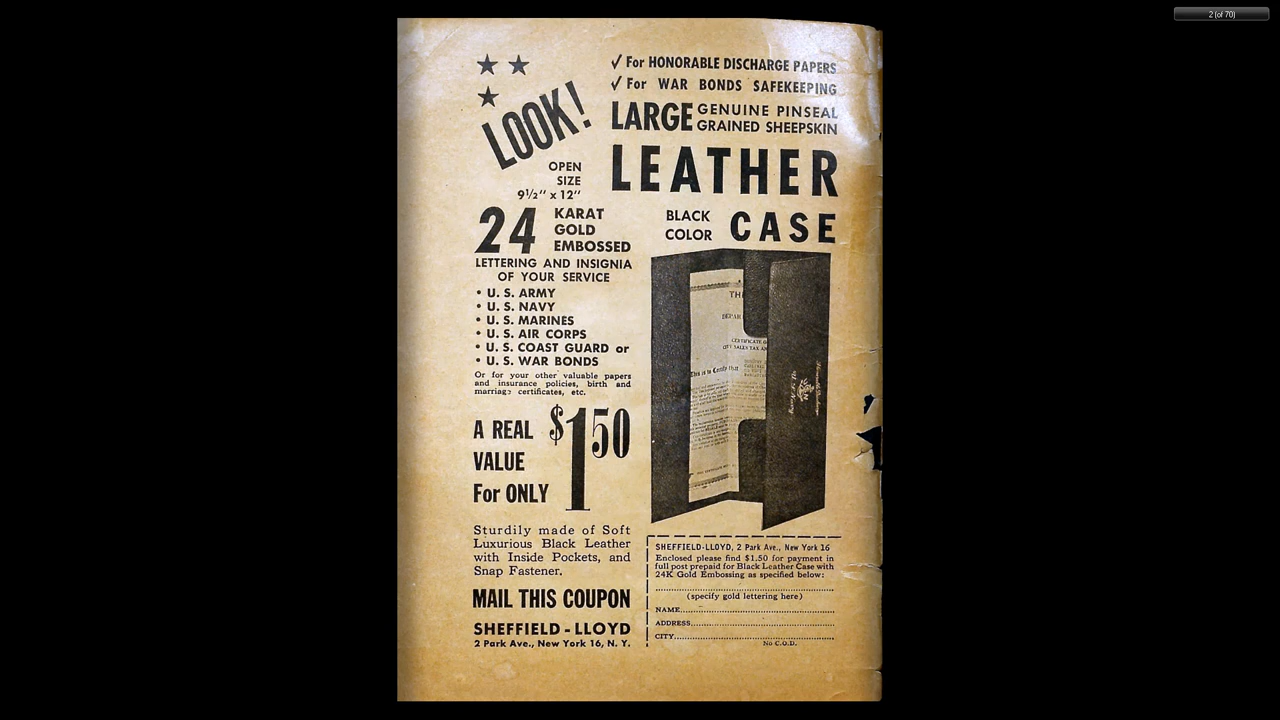 2 (of 70)
LOOK!
OPEN
SIZE
9½" x 12"
24 KARAT
GOLD
EMBOSSED
LETTERING AND INSIGNIA
OF YOUR SERVICE
• U. S. ARMY
• U. S. NAVY
• U. S. MARINES
• U. S. AIR CORPS
• U. S. COAST GUARD or
• U. S. WAR BONDS
Or for your other valuable papers
and insurance policies, birth and
marriage certificates, etc.
A REAL
VALUE
For ONLY
$1 50
Sturdily made of Soft
Luxurious Black Leather
with Inside Pockets, and
Snap Fastener.
MAIL THIS COUPON
SHEFFIELD - LLOYD
2 Park Ave., New York 16, N. Y.
✓ For HONORABLE DISCHARGE PAPERS
✓ For WAR BONDS SAFEKEEPING
LARGE GENUINE PINSEAL
GRAINED SHEEPSKIN
LEATHER
BLACK
COLOR
CASE
This is to Certify that
SHEFFIELD-LLOYD, 2 Park Ave., New York 16
Enclosed please find $1.50 for payment in
full post prepaid for Black Leather Case with
24K Gold Embossing as specified below:
(specify gold lettering here)
NAME
ADDRESS
CITY
No C.O.D.